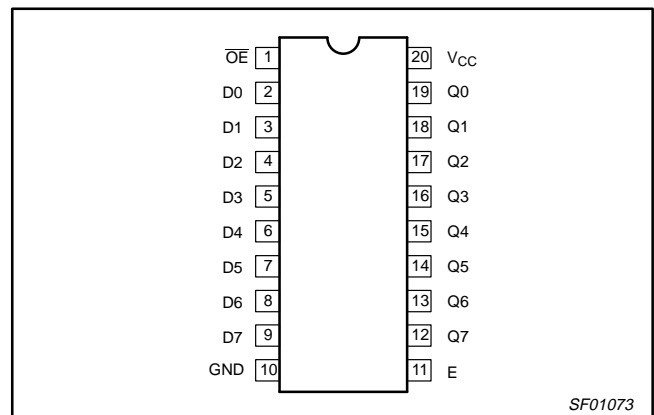 O̅E̅ 1 20 VCC
D0 2 19 Q0
D1 3 18 Q1
D2 4 17 Q2
D3 5 16 Q3
D4 6 15 Q4
D5 7 14 Q5
D6 8 13 Q6
D7 9 12 Q7
GND 10 11 E
SF01073